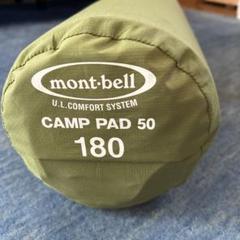 mont-bell
U.L.COMFORT SYSTEM
CAMP PAD 50
180